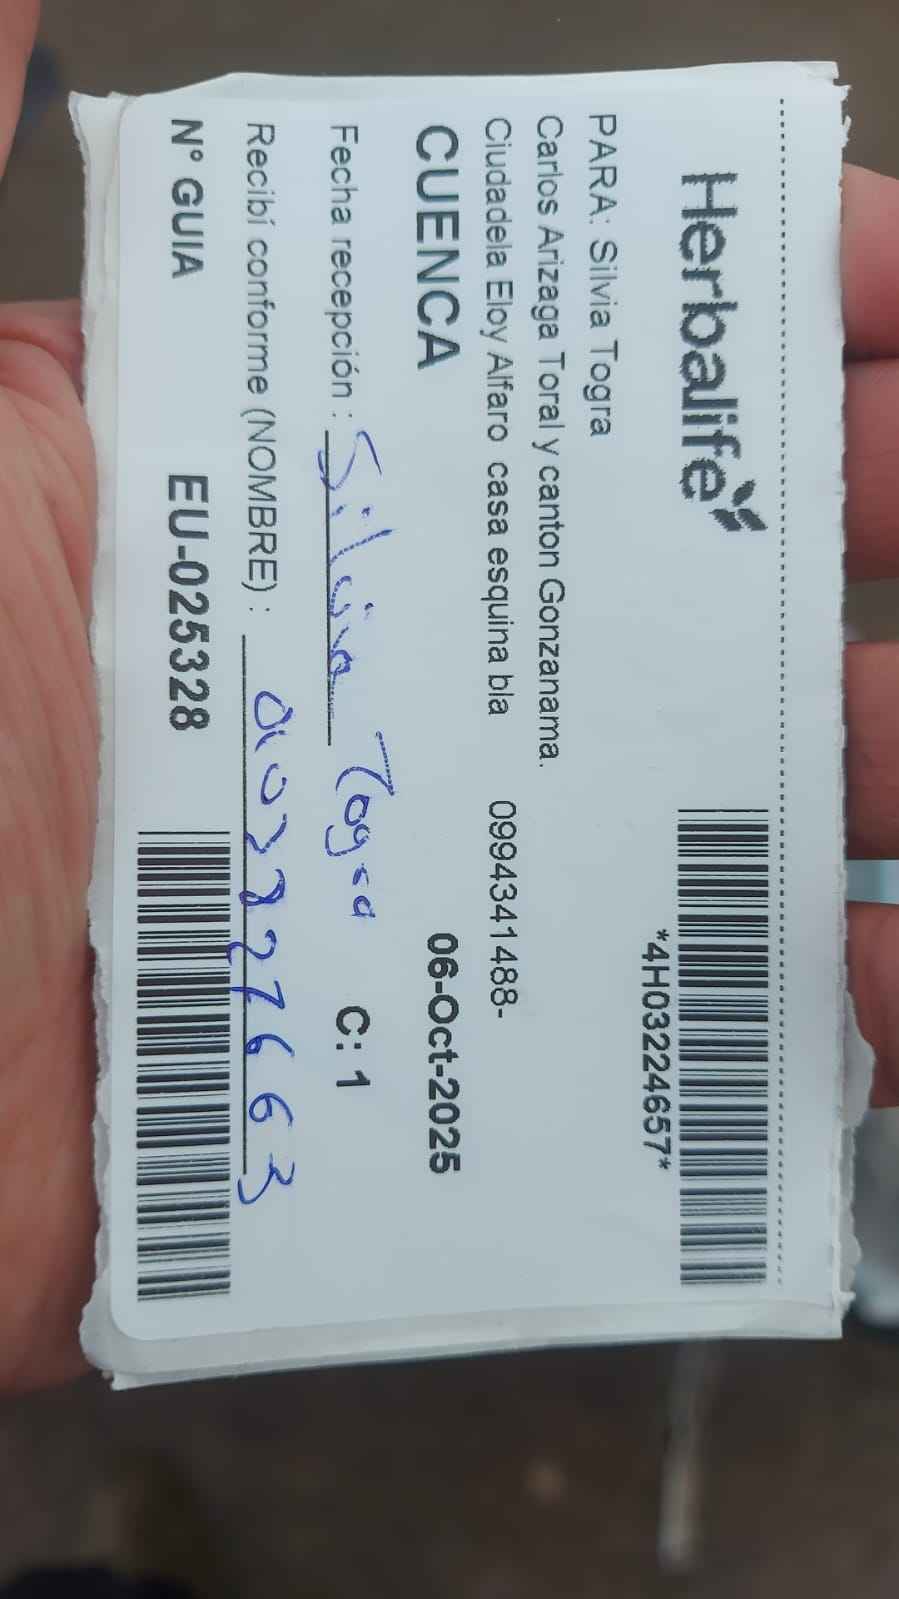 Herbalife
*4H03224657*
PARA: Silvia Togra
Carlos Arizaga Toral y canton Gonzanama.
Ciudadela Eloy Alfaro casa esquina bla 0994341488-
CUENCA 06-Oct-2025
Fecha recepción : Silvia Togra C: 1
Recibí conforme (NOMBRE) :
N° GUIA EU-025328